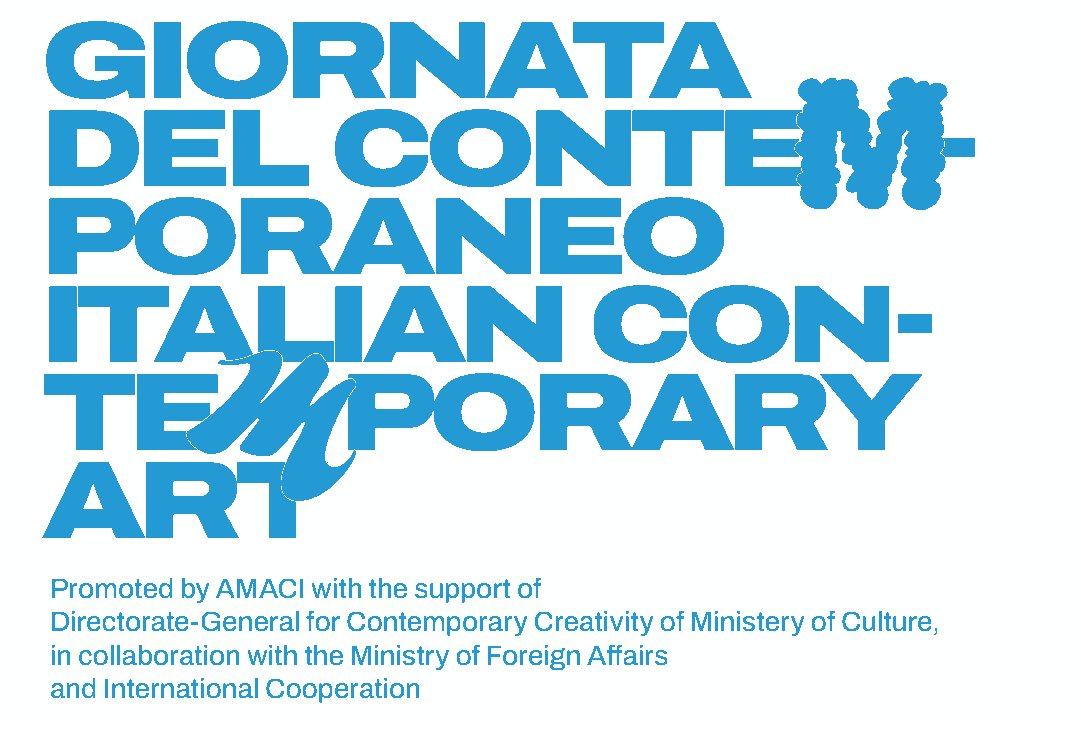 GIORNATA
DEL CONTEM-
PORANEO
ITALIAN CON-
TEMPORARY
ART
Promoted by AMACI with the support of
Directorate-General for Contemporary Creativity of Ministery of Culture,
in collaboration with the Ministry of Foreign Affairs
and International Cooperation